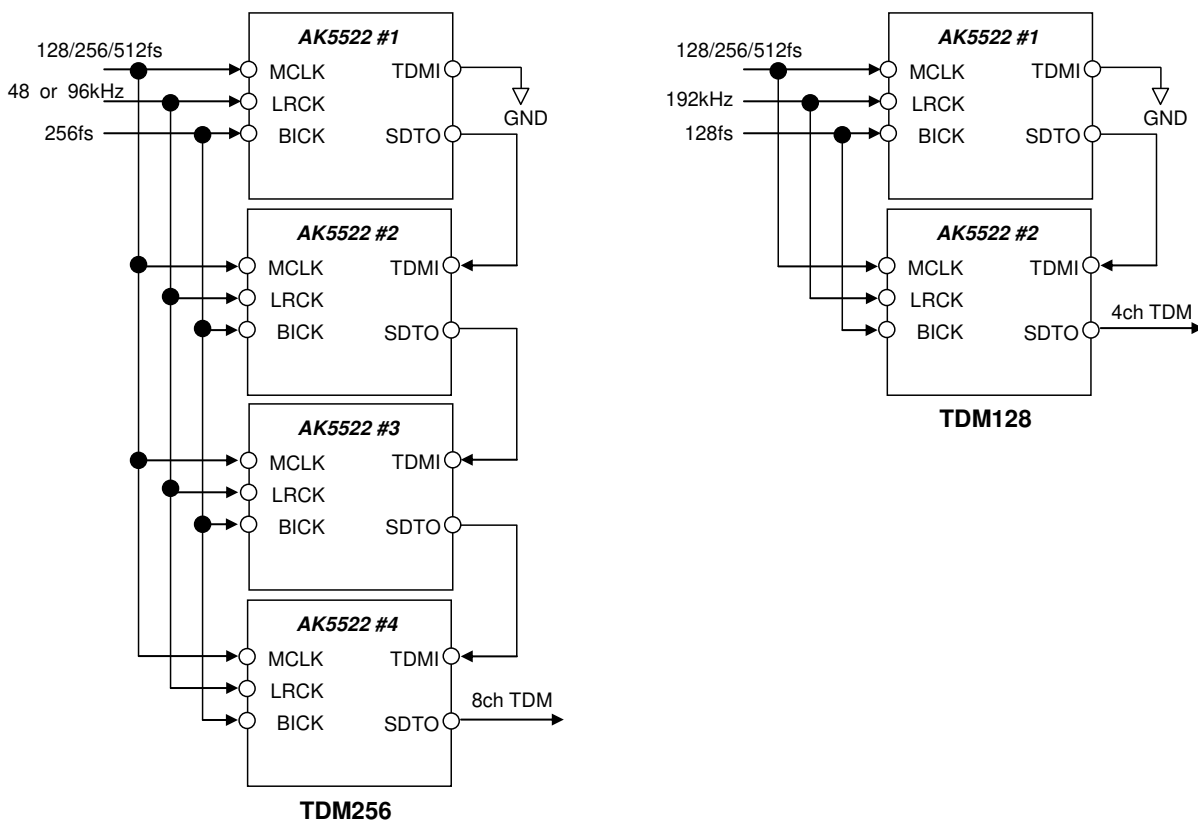 AK5522 #1
128/256/512fs
MCLK
TDMI
48 or 96kHz
LRCK
GND
256fs
BICK
SDTO
AK5522 #2
MCLK
TDMI
LRCK
BICK
SDTO
AK5522 #3
MCLK
TDMI
LRCK
BICK
SDTO
AK5522 #4
MCLK
TDMI
LRCK
8ch TDM
BICK
SDTO
TDM256
AK5522 #1
128/256/512fs
MCLK
TDMI
192kHz
LRCK
GND
128fs
BICK
SDTO
AK5522 #2
MCLK
TDMI
LRCK
4ch TDM
BICK
SDTO
TDM128